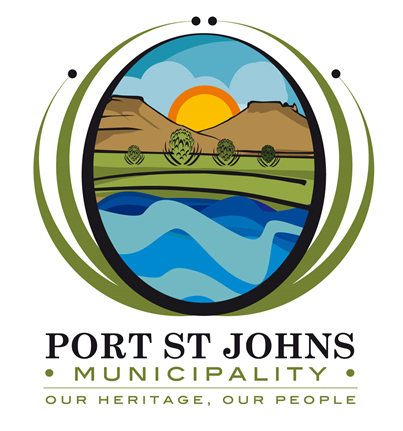 PORT ST JOHNS
• MUNICIPALITY •
OUR HERITAGE, OUR PEOPLE